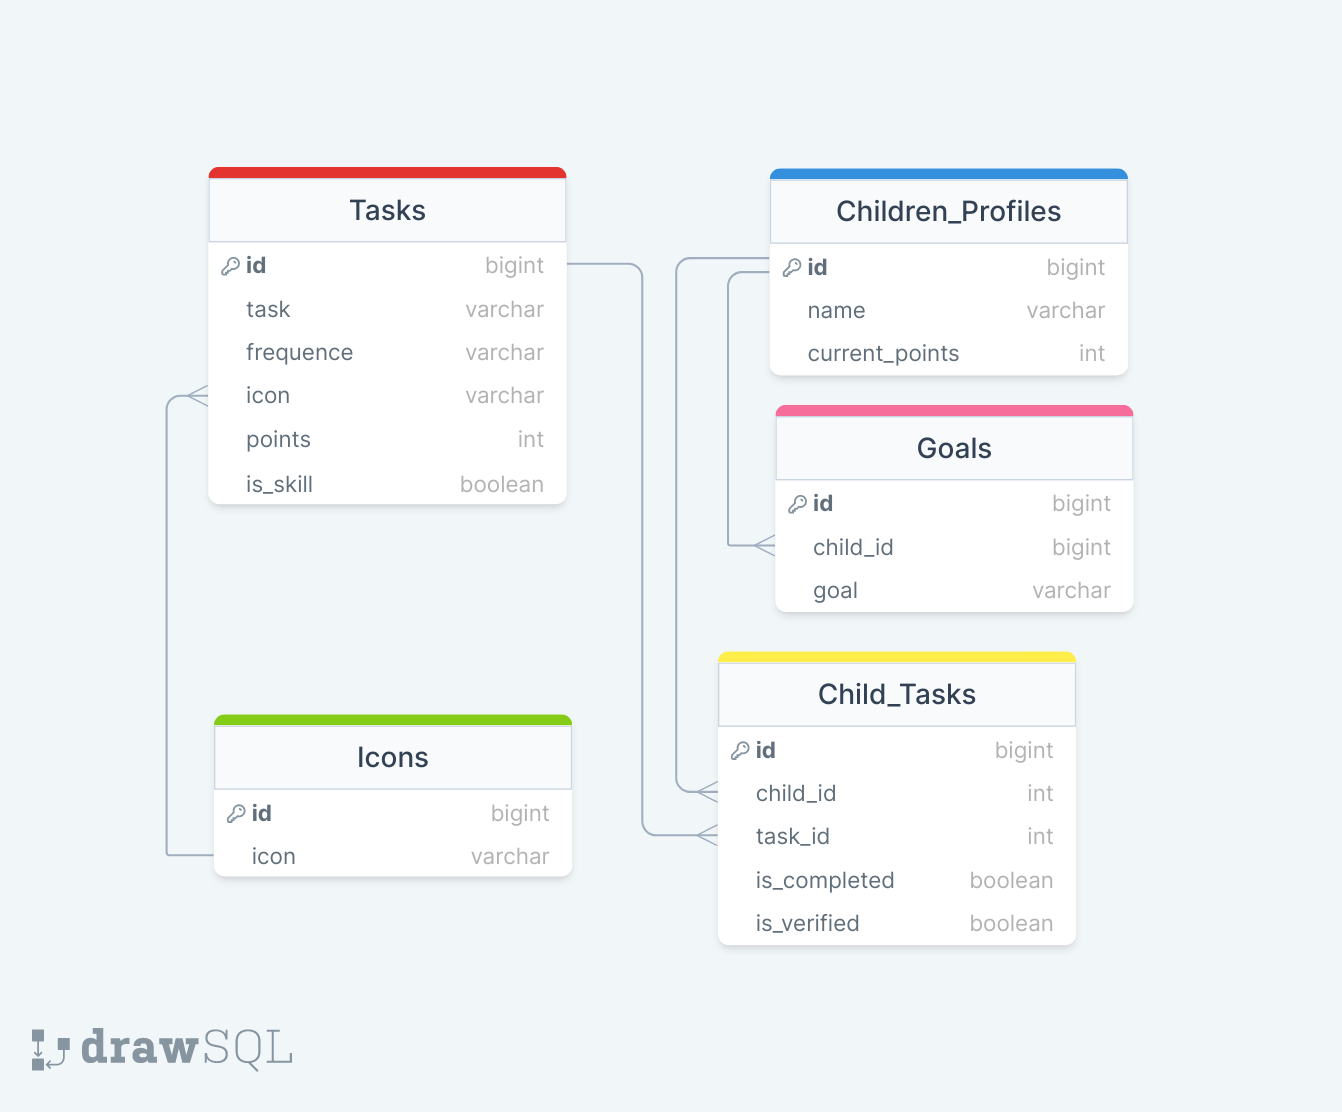 Tasks
id bigint
task varchar
frequence varchar
icon varchar
points int
is_skill boolean
Children_Profiles
id bigint
name varchar
current_points int
Goals
id bigint
child_id bigint
goal varchar
Child_Tasks
id bigint
child_id int
task_id int
is_completed boolean
is_verified boolean
Icons
id bigint
icon varchar
drawSQL